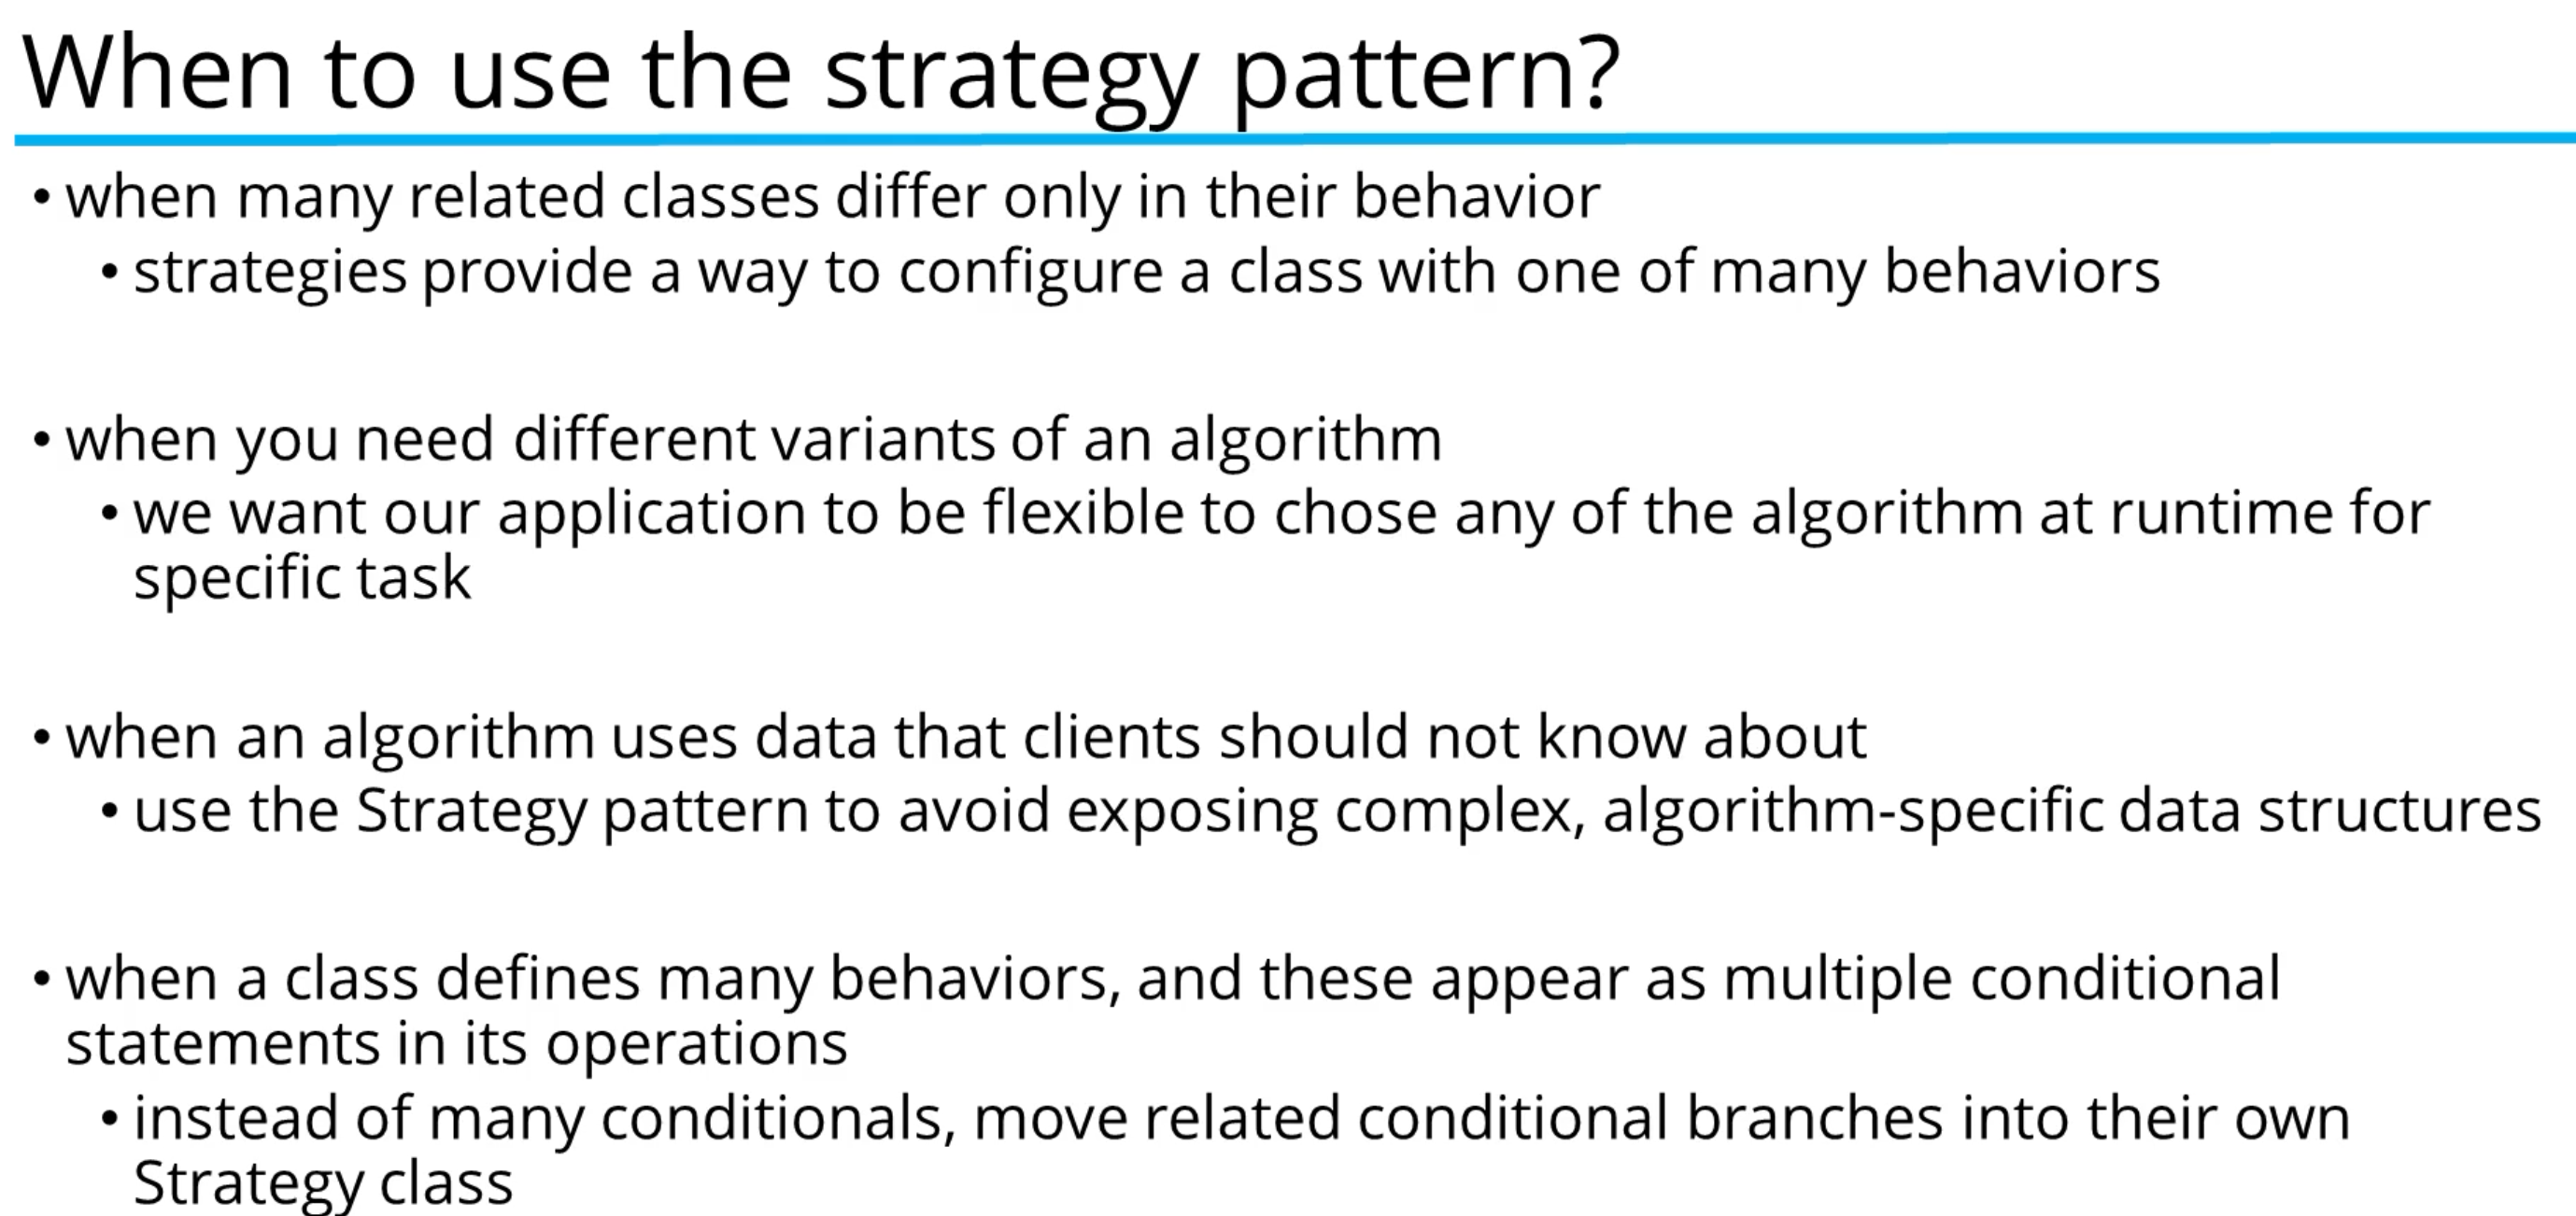 When to use the strategy pattern?
• when many related classes differ only in their behavior
• strategies provide a way to configure a class with one of many behaviors
• when you need different variants of an algorithm
• we want our application to be flexible to chose any of the algorithm at runtime for
specific task
• when an algorithm uses data that clients should not know about
• use the Strategy pattern to avoid exposing complex, algorithm-specific data structures
• when a class defines many behaviors, and these appear as multiple conditional
statements in its operations
• instead of many conditionals, move related conditional branches into their own
Strategy class